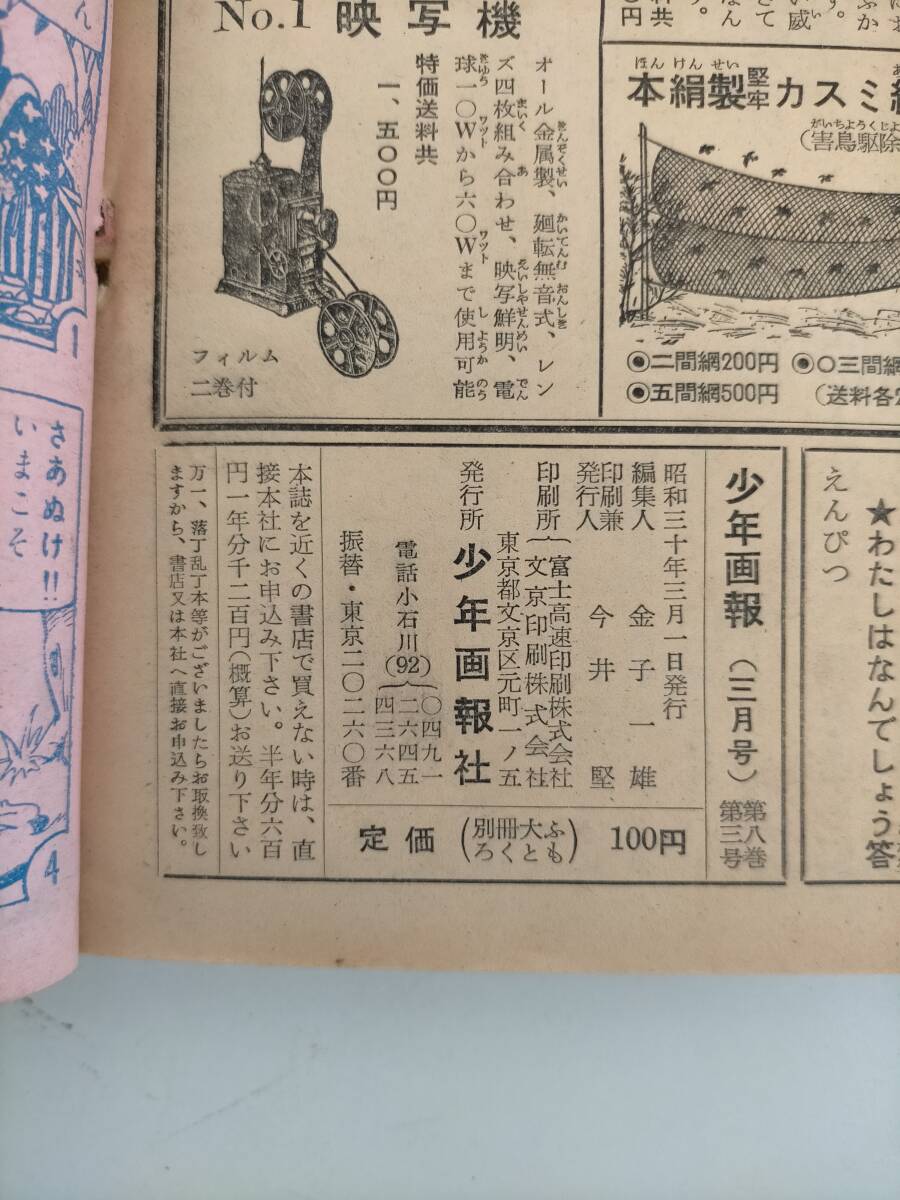 No.1 映写機
オール金属製、廻転無音式、レン
ズ四枚組み合わせ、映写鮮明、電
球一〇Wから六〇Wまで使用可能
特価送料共
一、五〇〇円
フィルム
二巻付
本絹製堅牢カスミ
(害鳥駆除
◉二間網200円 ◉〇三間網
◉五間網500円 (送料各
★わたしはなんでしょう答
えんぴつ
少年画報(三月号)第八巻
第三号
昭和三十年三月一日発行
編集人 金子一雄
印刷兼
発行人 今井堅
印刷所{富士高速印刷株式会社
文京印刷株式会社
東京都文京区元町一ノ五
発行所 少年画報社
電話小石川(92){〇四九一
二六四五
四三六八
振替・東京二〇二六〇番
定価(ふろく大と
も別冊) 100円
本誌を近くの書店で買えない時は、直
接本社にお申込み下さい。半年分六百
円一年分千二百円(概算)お送り下さい
万一、落丁乱丁本等がございましたらお取換致し
ますから、書店又は本社へ直接お申込み下さい。
1
さあぬけ!!
いまこそ
4